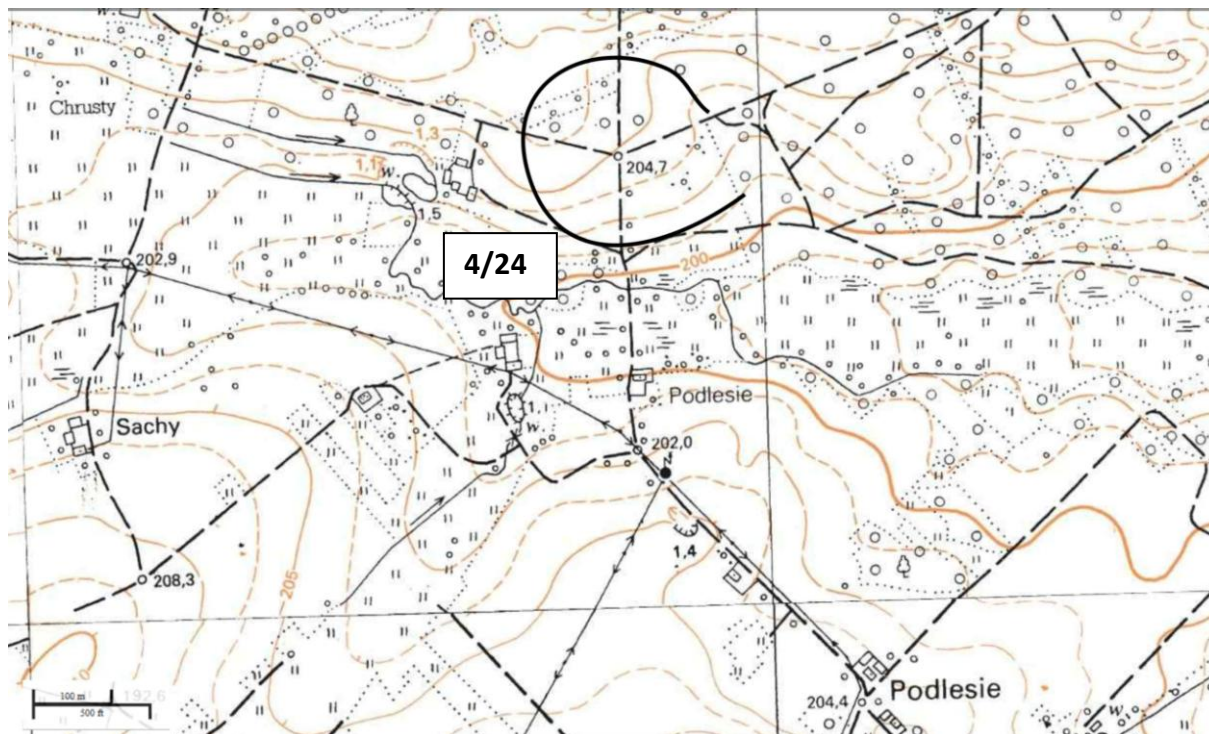 w.
Chrusty
1,3
1,1
w
1,5
204,7
4/24
200
202,9
Podlesie
1,1
w
Sachy
202,0
1,4
208,3
205
Podlesie
204,4
w
192,6
100 m
500 ft